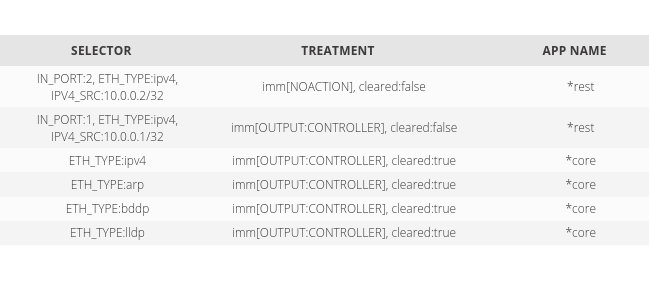 SELECTOR TREATMENT APP NAME
IN_PORT:2, ETH_TYPE:ipv4,
IPV4_SRC:10.0.0.2/32 imm[NOACTION], cleared:false *rest
IN_PORT:1, ETH_TYPE:ipv4,
IPV4_SRC:10.0.0.1/32 imm[OUTPUT:CONTROLLER], cleared:false *rest
ETH_TYPE:ipv4 imm[OUTPUT:CONTROLLER], cleared:true *core
ETH_TYPE:arp imm[OUTPUT:CONTROLLER], cleared:true *core
ETH_TYPE:bddp imm[OUTPUT:CONTROLLER], cleared:true *core
ETH_TYPE:lldp imm[OUTPUT:CONTROLLER], cleared:true *core